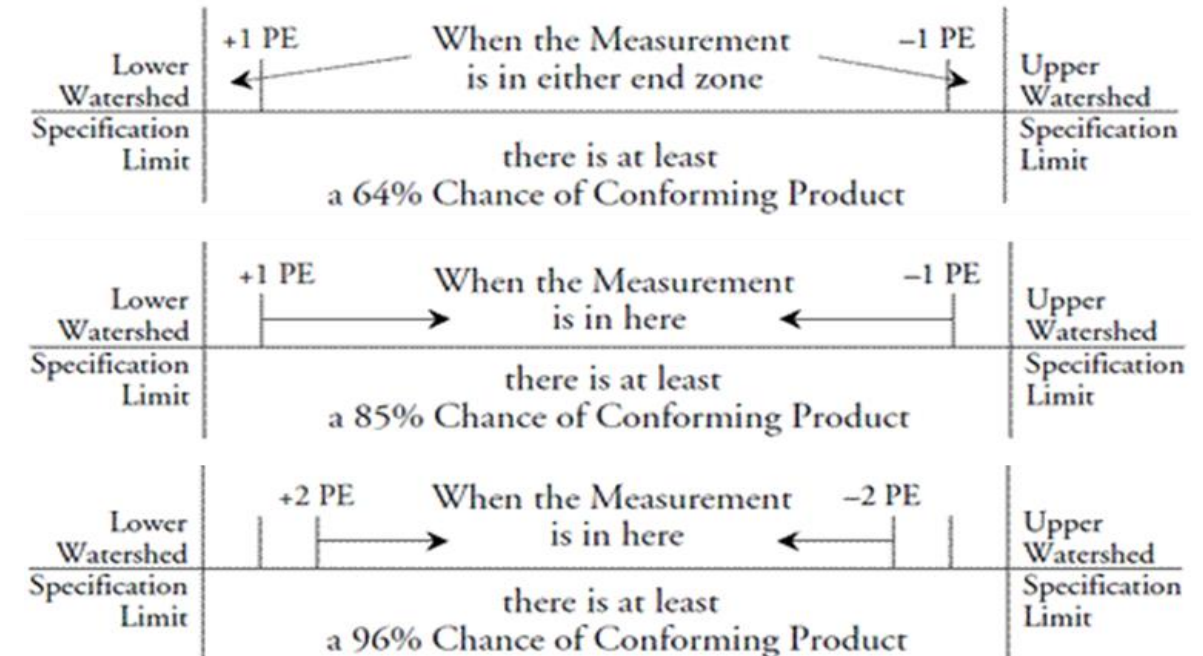 +1 PE
When the Measurement
is in either end zone
–1 PE
Lower
Watershed
Specification
Limit
Upper
Watershed
Specification
Limit
there is at least
a 64% Chance of Conforming Product
+1 PE
When the Measurement
is in here
–1 PE
Lower
Watershed
Specification
Limit
Upper
Watershed
Specification
Limit
there is at least
a 85% Chance of Conforming Product
+2 PE
When the Measurement
is in here
–2 PE
Lower
Watershed
Specification
Limit
Upper
Watershed
Specification
Limit
there is at least
a 96% Chance of Conforming Product